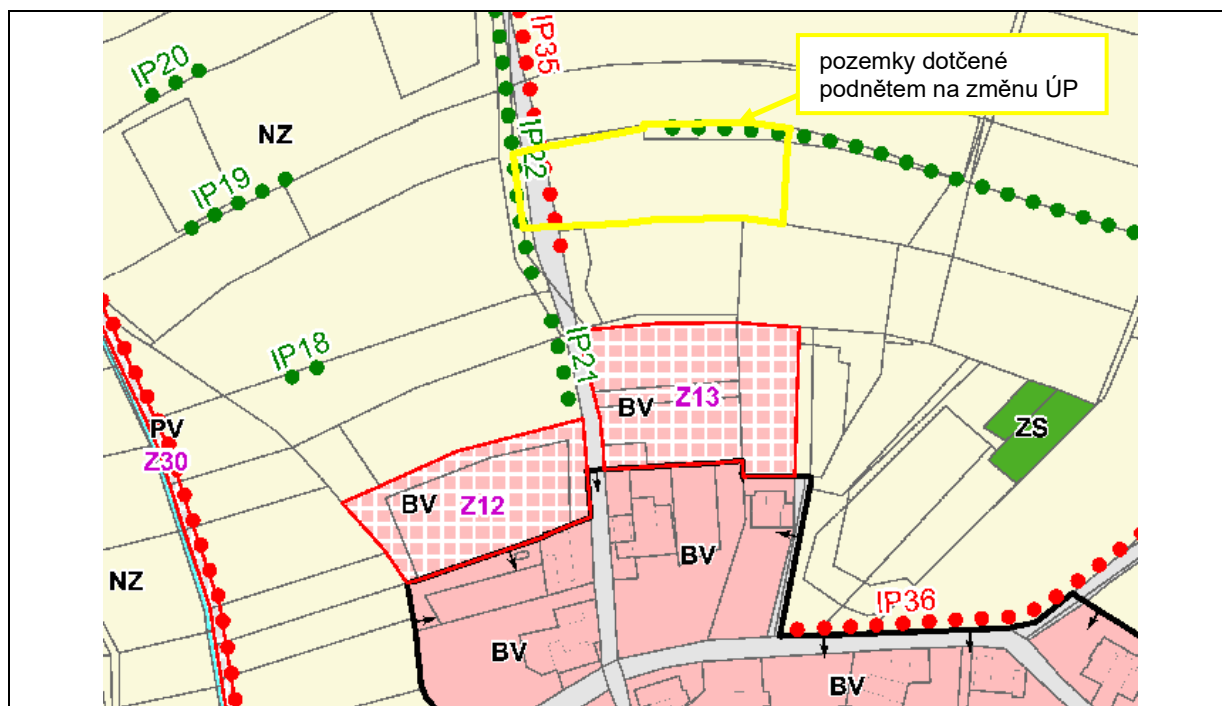 IP35
pozemky dotčené
podnětem na změnu ÚP
IP20
NZ
IP22
IP19
IP18
IP21
BV
Z13
PV
Z30
ZS
BV
Z12
BV
NZ
IP36
BV
BV